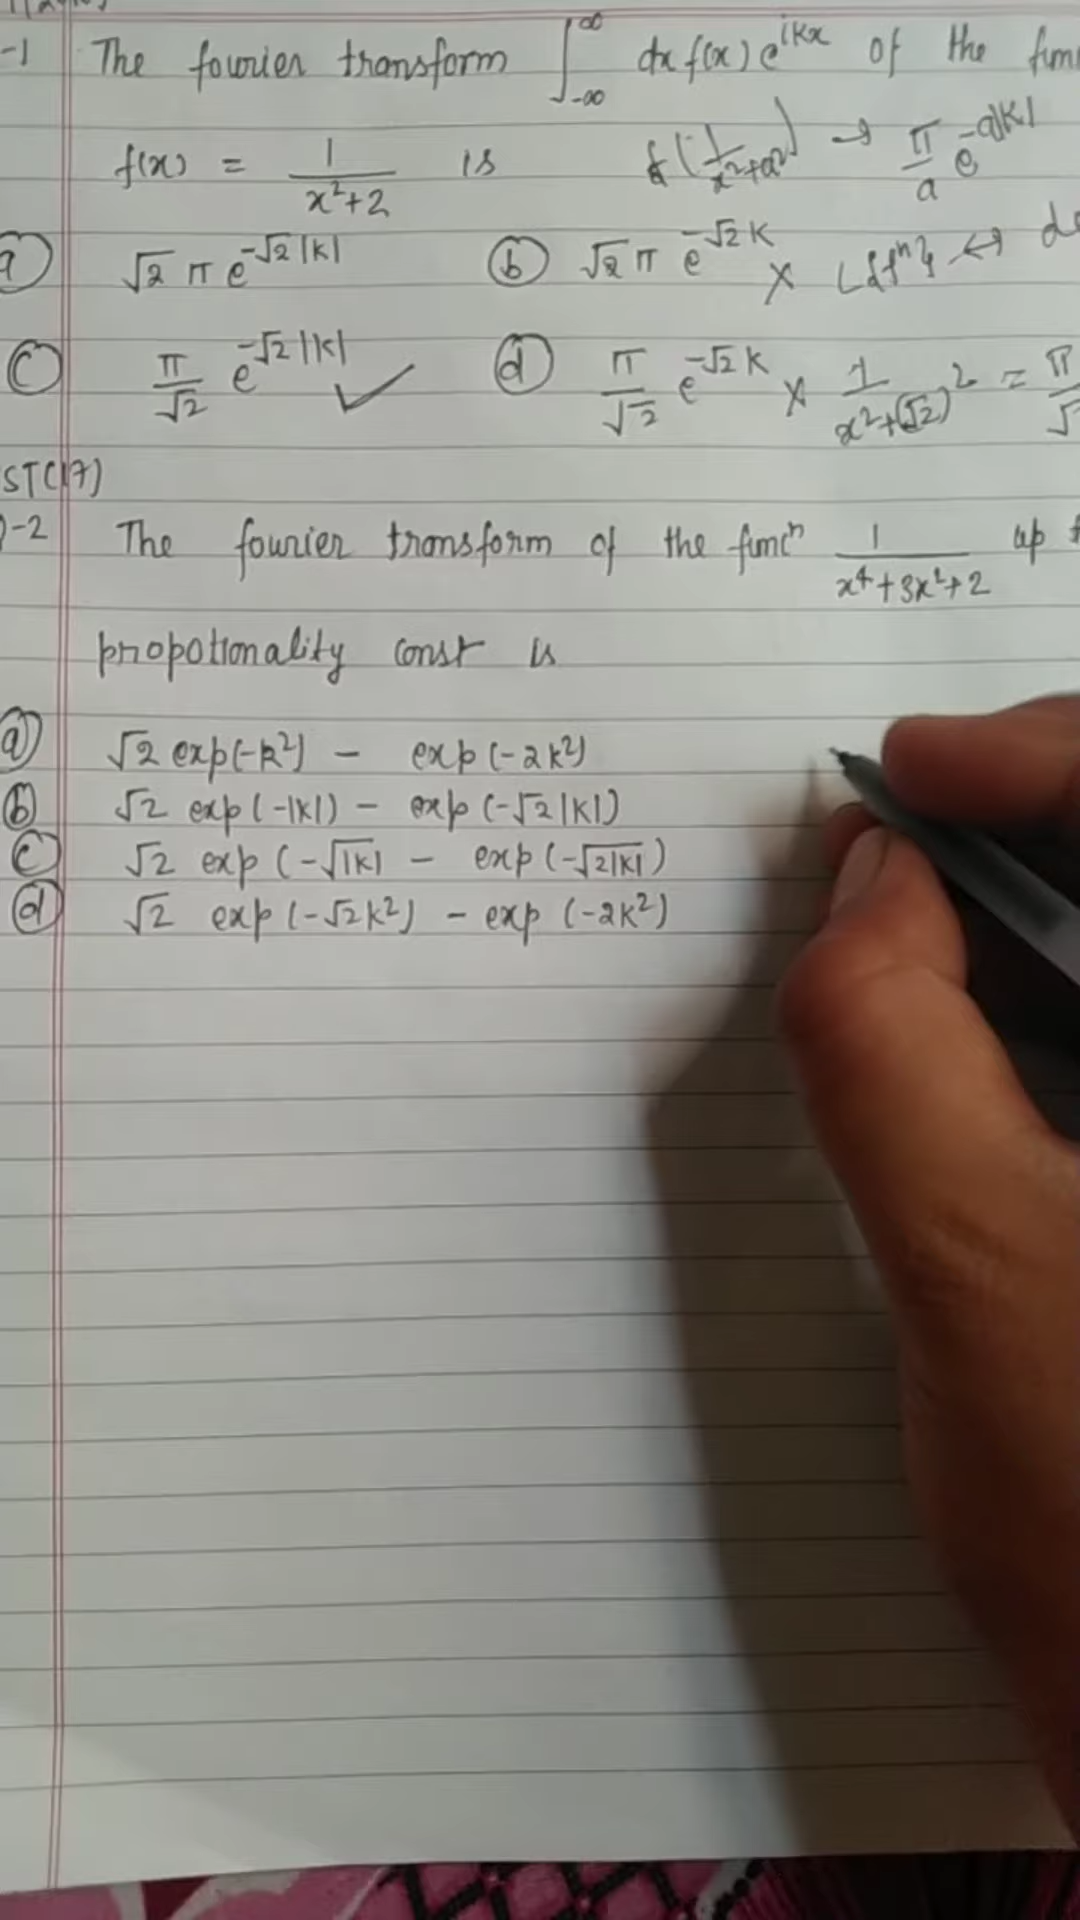 -1 The fourier transform ∫_{-∞}^{∞} dx f(x) e^{ikx} of the
f(x) = 1/(x²+2) is f(1/(x²+a²)) → π/a e^{-a|k|}
a √2 π e^{-√2|k|} b √2 π e^{-√2k} ×
c π/√2 e^{-√2|k|} ✓ d π/√2 e^{-√2k} × 1/(x²+(√2)²) = π
ST(17)
-2 The fourier transform of the funcⁿ 1/(x⁴+3x²+2) up
propotionality const is
a √2 exp(-k²) - exp(-2k²)
b √2 exp(-|k|) - exp(-√2|k|)
c √2 exp(-√|k| - exp(-√2|k|)
d √2 exp(-√2k²) - exp(-2k²)